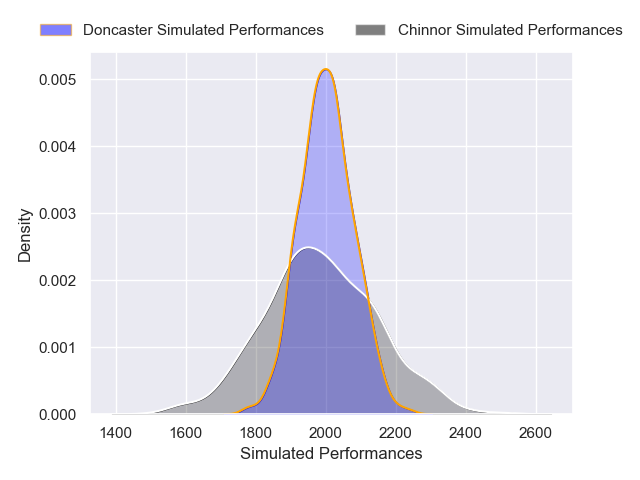 Doncaster Simulated Performances
Chinnor Simulated Performances
0.005
0.004
0.003
0.002
0.001
0.000
Density
1400 1600 1800 2000 2200 2400 2600
Simulated Performances